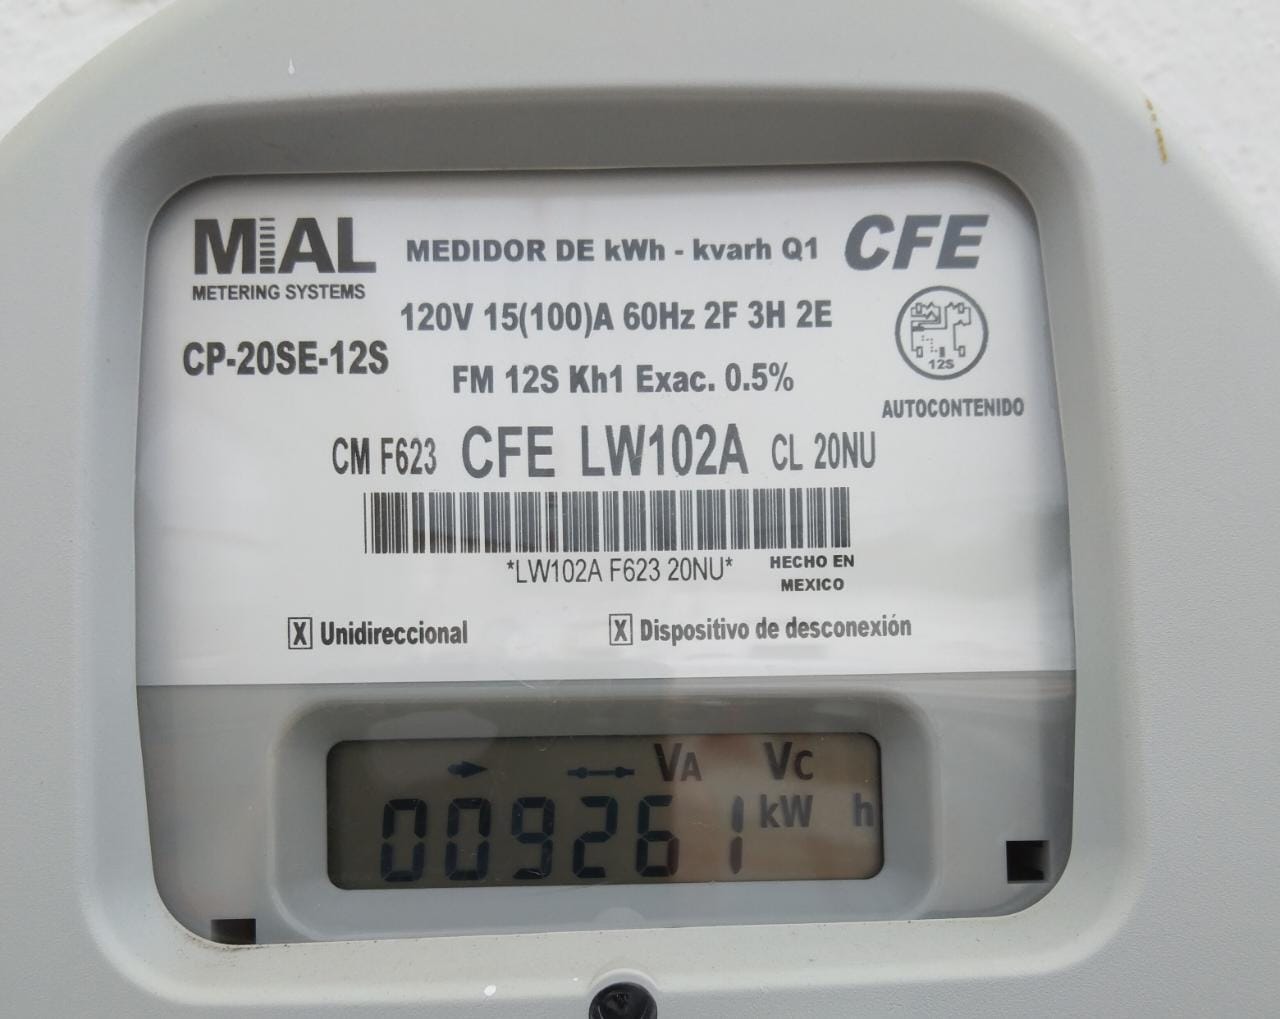 MIAL
METERING SYSTEMS
MEDIDOR DE kWh - kvarh Q1
CFE
120V 15(100)A 60Hz 2F 3H 2E
CP-20SE-12S
FM 12S Kh1 Exac. 0.5%
12S
AUTOCONTENIDO
CM F623 CFE LW102A CL 20NU
*LW102A F623 20NU*
HECHO EN
MEXICO
X Unidireccional
X Dispositivo de desconexión
VA VC
009261 kW h